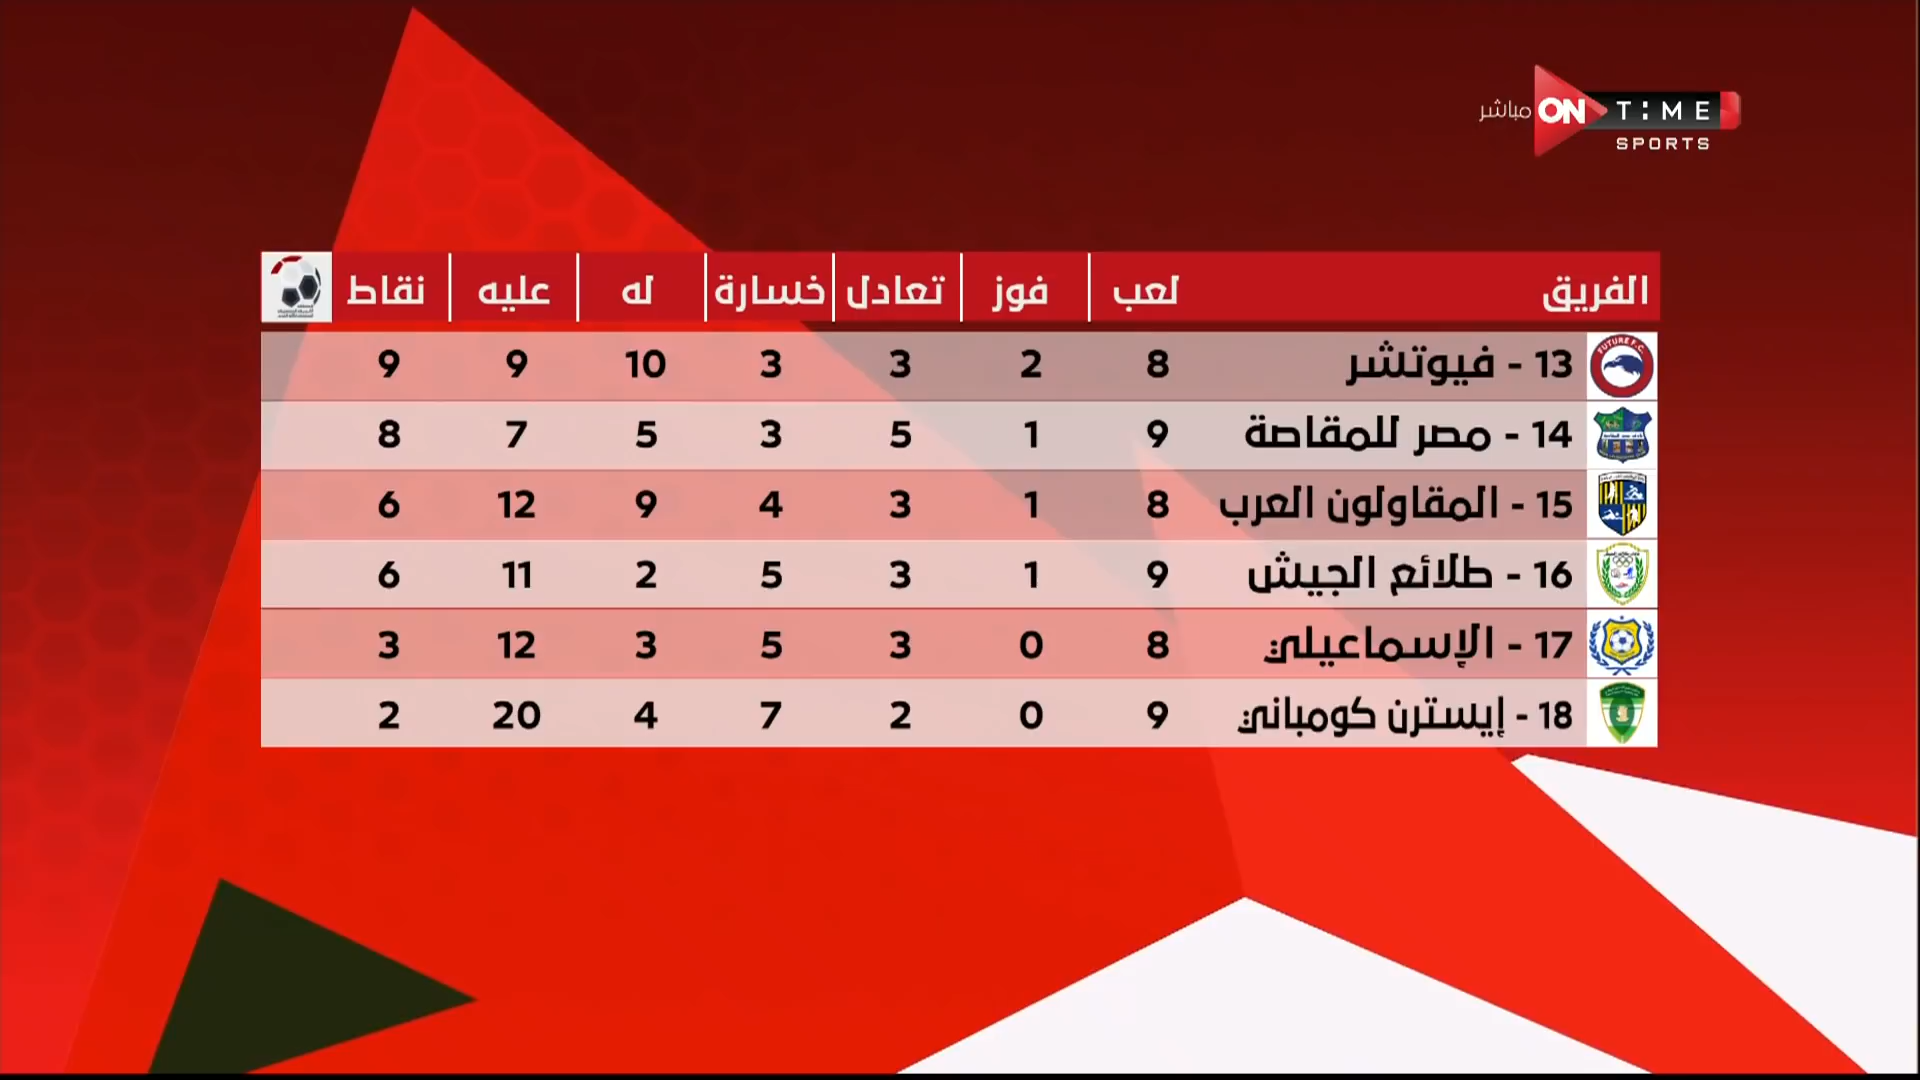 مباشر ON TIME
SPORTS
الفريق لعب فوز تعادل خسارة له عليه نقاط
FUTURE F.C.
13 - فيوتشر 8 2 3 3 10 9 9
14 - مصر للمقاصة 9 1 5 3 5 7 8
15 - المقاولون العرب 8 1 3 4 9 12 6
16 - طلائع الجيش 9 1 3 5 2 11 6
17 - الإسماعيلي 8 0 3 5 3 12 3
18 - إيسترن كومباني 9 0 2 7 4 20 2